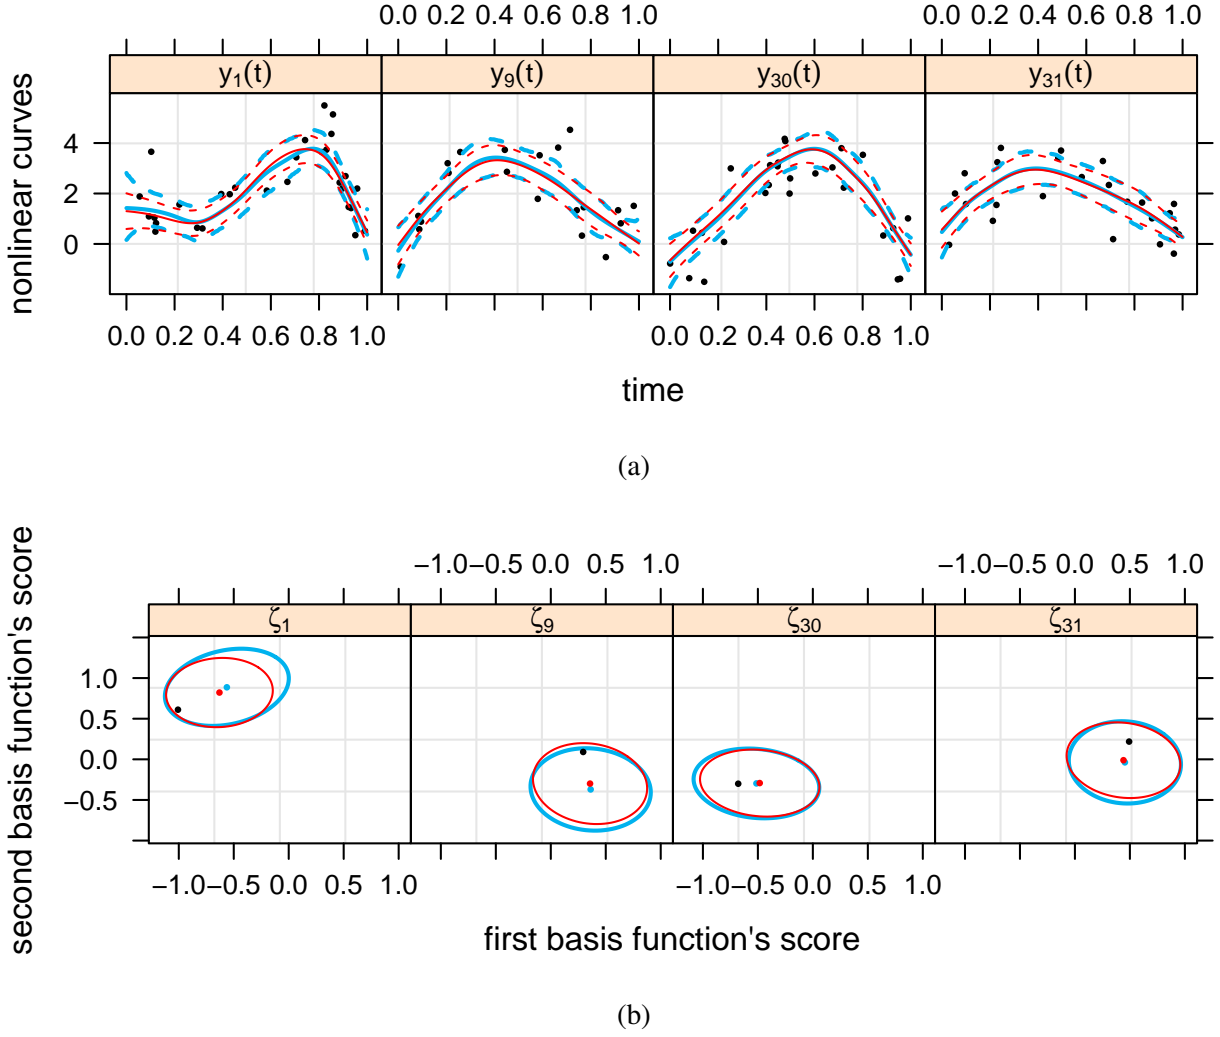 0.0 0.2 0.4 0.6 0.8 1.0 0.0 0.2 0.4 0.6 0.8 1.0
y₁(t) y₉(t) y₃₀(t) y₃₁(t)
nonlinear curves
4
2
0
0.0 0.2 0.4 0.6 0.8 1.0 0.0 0.2 0.4 0.6 0.8 1.0
time
(a)
−1.0 −0.5 0.0 0.5 1.0 −1.0 −0.5 0.0 0.5 1.0
ζ₁ ζ₉ ζ₃₀ ζ₃₁
second basis function's score
1.0
0.5
0.0
−0.5
−1.0 −0.5 0.0 0.5 1.0 −1.0 −0.5 0.0 0.5 1.0
first basis function's score
(b)